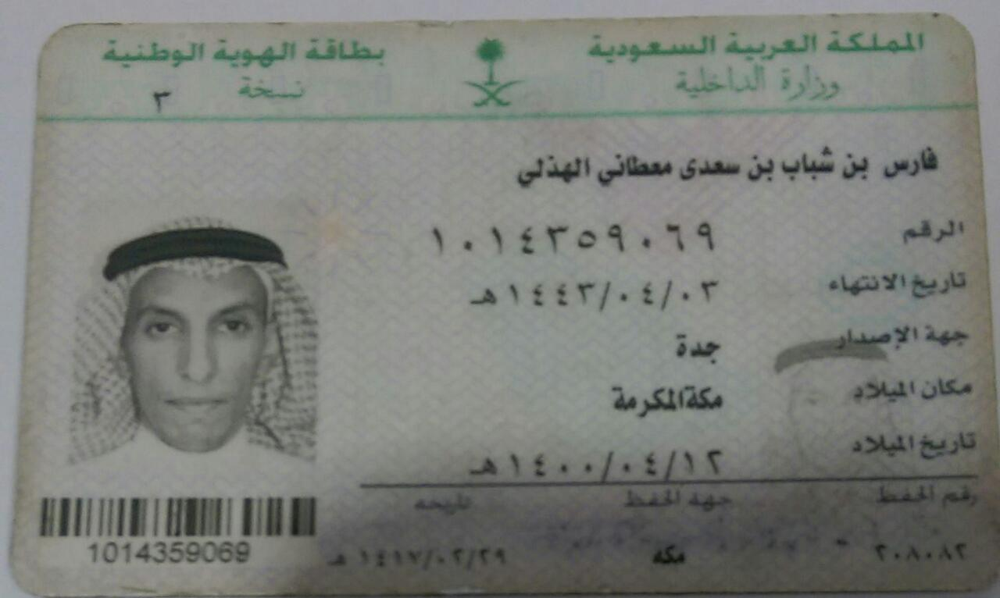 المملكة العربية السعودية
وزارة الداخلية
بطاقة الهوية الوطنية
نسخة ٣
فارس بن شباب بن سعدى معطاني الهذلي
الرقم ١٠١٤٣٥٩٠٦٩
تاريخ الانتهاء ١٤٤٣/٠٤/٠٣هـ
جهة الإصدار جدة
مكان الميلاد مكة المكرمة
تاريخ الميلاد ١٤٠٠/٠٤/١٢هـ
رقم الحفظ جهة الحفظ تاريخه
٢٠٨٠٨٢ مكه ١٤١٧/٠٢/٢٩ هـ
1014359069